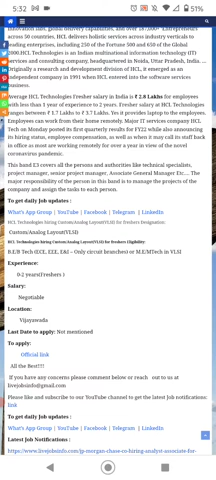 5:32
51%
innovation labs, global delivery capabilities, and over 187,000+ "Entrepreneurs"
across 50 countries. HCL delivers holistic services across industry verticals to
leading enterprises, including 250 of the Fortune 500 and 650 of the Global
2000.HCL Technologies is an Indian multinational information technology (IT)
services and consulting company, headquartered in Noida, Uttar Pradesh, India.
Originally a research and development division of HCL, it emerged as an
independent company in 1991 when HCL entered into the software services
business.
Average HCL Technologies Fresher salary in India is ₹ 2.8 Lakhs for employees
with less than 1 year of experience to 2 years. Fresher salary at HCL Technologies
ranges between ₹ 1.7 Lakhs to ₹ 3.7 Lakhs. Yes it provides laptop to the employees.
Employees can work from their home remotely. Major IT services company HCL
Tech on Monday posted its first quarterly results for FY22 while also announcing
its hiring status, employee compensation, as well as when it may call its staff back
in office as most are working remotely for over a year in view of the novel
coronavirus pandemic.
This band E3 covers all the persons and authorities like technical specialists,
project manager, senior project manager, Associate General Manager Etc... The
major responsibility of the person in this band is to manage the projects of the
company and assign the tasks to each person.
To get daily Job updates :
What's App Group | YouTube | Facebook | Telegram | LinkedIn
HCL Technologies hiring Custom/Analog Layout(VLSI) for freshers Designation:
Custom/Analog Layout(VLSI)
HCL Technologies hiring Custom/Analog Layout(VLSI) for freshers Eligibility:
B.E/B Tech (ECE, EEE, E&I – Only circuit branches) or M.E/MTech in VLSI
Experience:
0-2 years(Freshers )
Salary:
Negotiable
Location:
Vijayawada
Last Date to apply: Not mentioned
To apply:
Official link
All the Best!!!!
If you have any concerns please comment below or reach out to us at
livejobsinfo@gmail.com
Please like and subscribe to our YouTube channel to get the latest job notifications:
link
To get daily Job updates :
What's App Group | YouTube | Facebook | Telegram | LinkedIn
Latest Job Notifications :
https://www.livejobsinfo.com/jp-morgan-chase-co-hiring-analyst-associate-for-